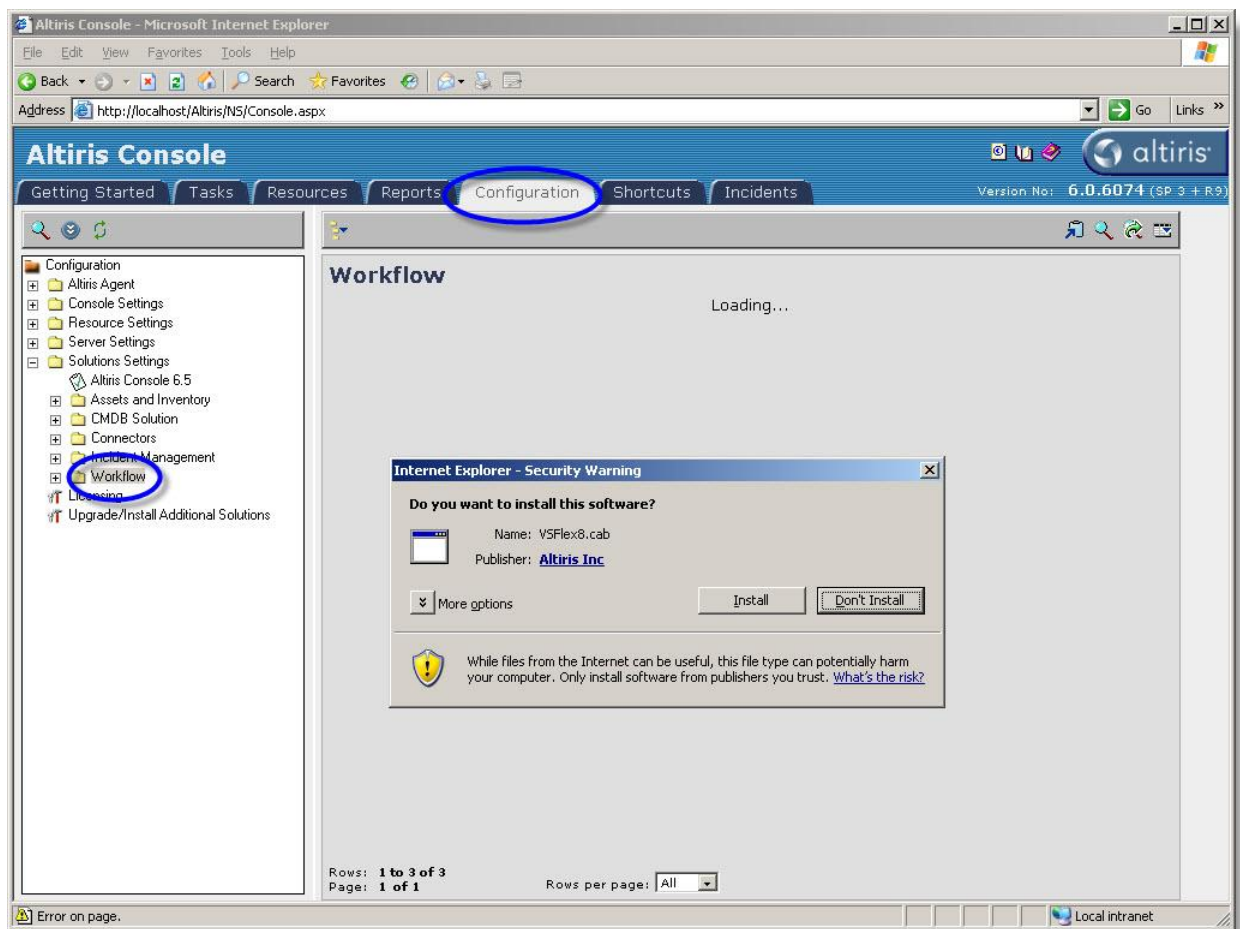 Altiris Console - Microsoft Internet Explorer
File Edit View Favorites Tools Help
Back Search Favorites
Address http://localhost/Altiris/NS/Console.aspx Go Links »
Altiris Console
altiris
Getting Started Tasks Resources Reports Configuration Shortcuts Incidents Version No: 6.0.6074 (SP 3 + R9)
Configuration
Altiris Agent
Console Settings
Resource Settings
Server Settings
Solutions Settings
Altiris Console 6.5
Assets and Inventory
CMDB Solution
Connectors
Incident Management
Workflow
Licensing
Upgrade/Install Additional Solutions
Workflow
Loading...
Internet Explorer - Security Warning
Do you want to install this software?
Name: VSFlex8.cab
Publisher: Altiris Inc
More options Install Don't Install
While files from the Internet can be useful, this file type can potentially harm
your computer. Only install software from publishers you trust. What's the risk?
Rows: 1 to 3 of 3
Page: 1 of 1 Rows per page: All
Error on page. Local intranet